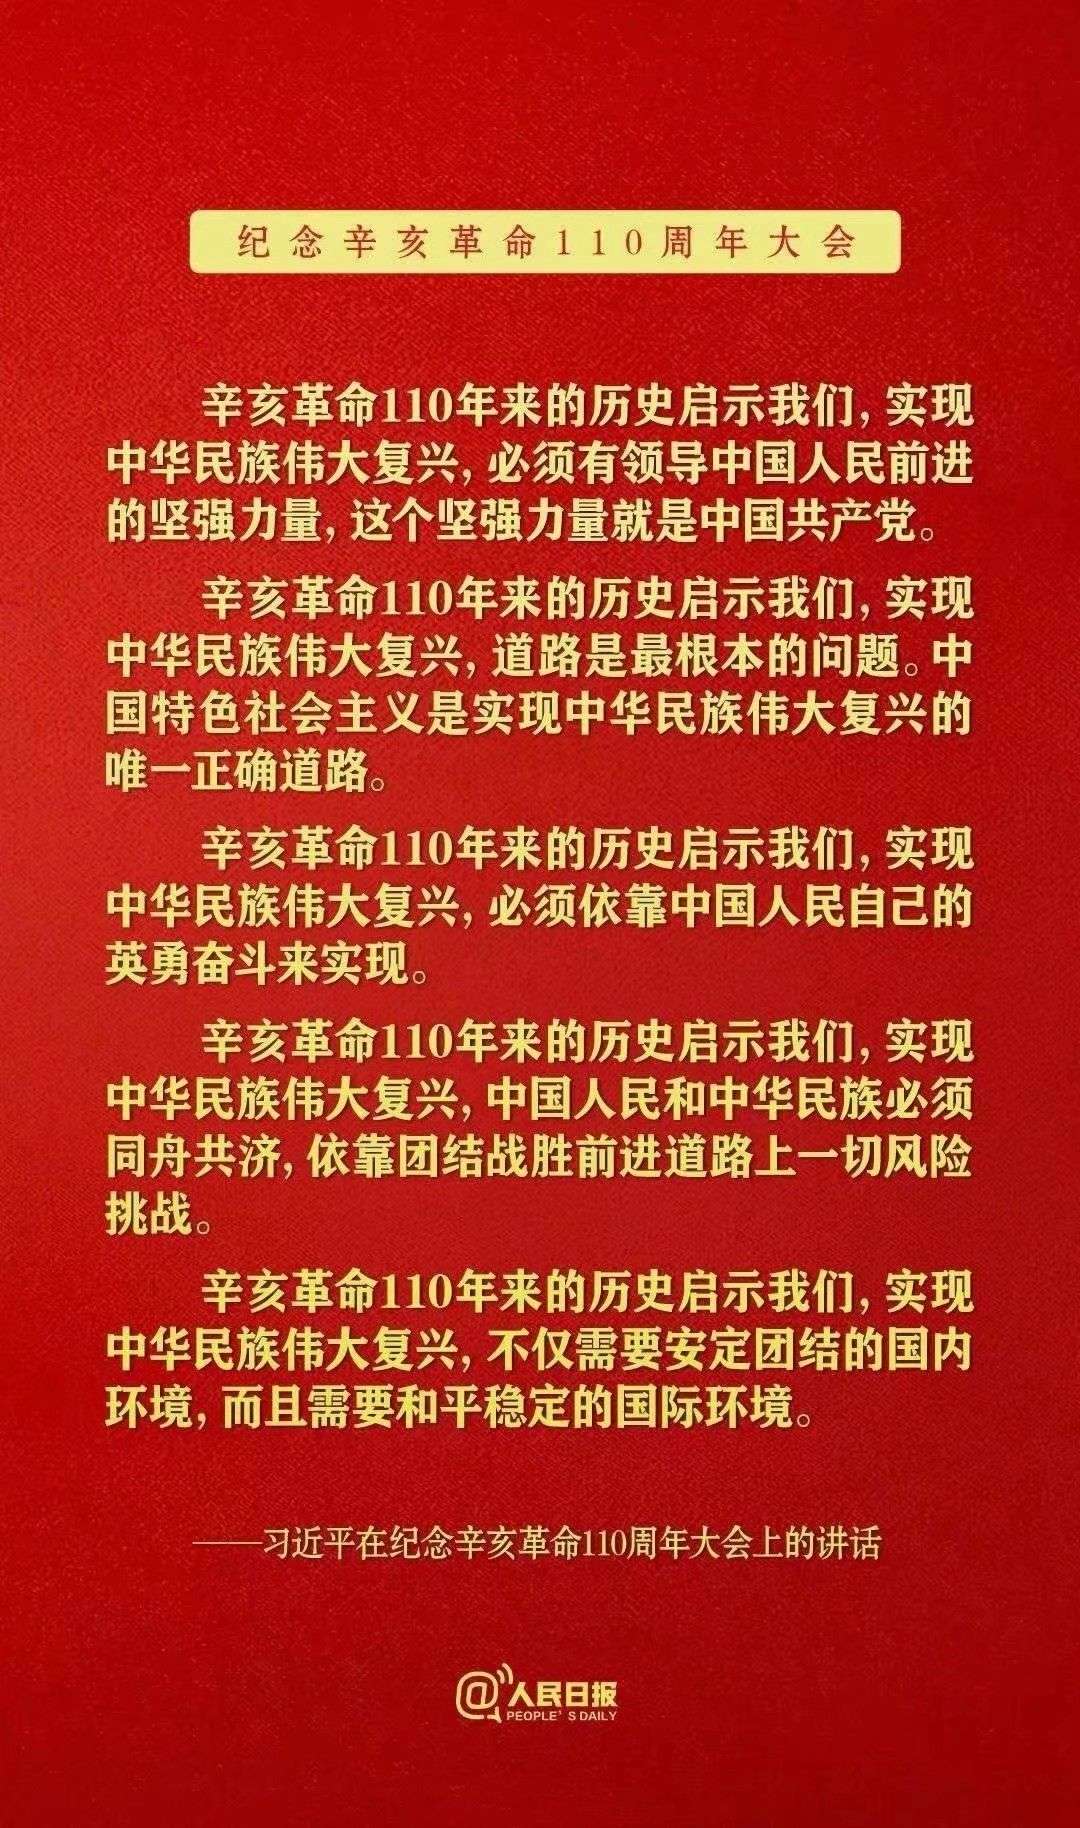 纪念辛亥革命110周年大会
辛亥革命110年来的历史启示我们，实现
中华民族伟大复兴，必须有领导中国人民前进
的坚强力量，这个坚强力量就是中国共产党。
辛亥革命110年来的历史启示我们，实现
中华民族伟大复兴，道路是最根本的问题。中
国特色社会主义是实现中华民族伟大复兴的
唯一正确道路。
辛亥革命110年来的历史启示我们，实现
中华民族伟大复兴，必须依靠中国人民自己的
英勇奋斗来实现。
辛亥革命110年来的历史启示我们，实现
中华民族伟大复兴，中国人民和中华民族必须
同舟共济，依靠团结战胜前进道路上一切风险
挑战。
辛亥革命110年来的历史启示我们，实现
中华民族伟大复兴，不仅需要安定团结的国内
环境，而且需要和平稳定的国际环境。
——习近平在纪念辛亥革命110周年大会上的讲话
@人民日报
PEOPLE'S DAILY